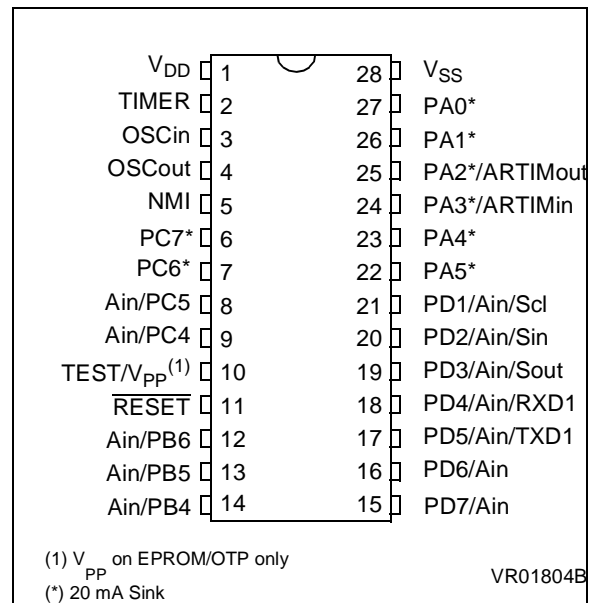 VDD 1 28 VSS
TIMER 2 27 PA0*
OSCin 3 26 PA1*
OSCout 4 25 PA2*/ARTIMout
NMI 5 24 PA3*/ARTIMin
PC7* 6 23 PA4*
PC6* 7 22 PA5*
Ain/PC5 8 21 PD1/Ain/Scl
Ain/PC4 9 20 PD2/Ain/Sin
TEST/VPP(1) 10 19 PD3/Ain/Sout
RESET 11 18 PD4/Ain/RXD1
Ain/PB6 12 17 PD5/Ain/TXD1
Ain/PB5 13 16 PD6/Ain
Ain/PB4 14 15 PD7/Ain
(1) VPP on EPROM/OTP only
(*) 20 mA Sink
VR01804B